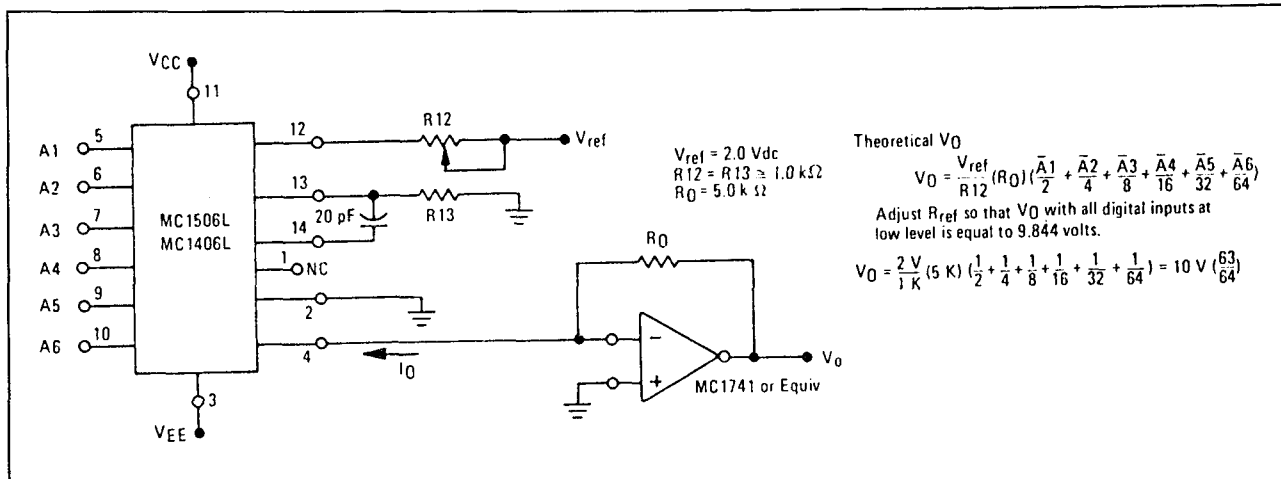 VCC
11
A1
5
A2
6
A3
7
A4
8
A5
9
A6
10
MC1506L
MC1406L
12
R12
Vref
13
20 pF
R13
14
1
NC
2
4
IO
3
VEE
Vref = 2.0 Vdc
R12 = R13 ≃ 1.0 kΩ
RO = 5.0 k Ω
RO
−
+
Vo
MC1741 or Equiv
Theoretical VO
VO = Vref/R12 (RO) (Ā1/2 + Ā2/4 + Ā3/8 + Ā4/16 + Ā5/32 + Ā6/64)
Adjust Rref so that VO with all digital inputs at
low level is equal to 9.844 volts.
VO = 2 V/1 K (5 K) (1/2 + 1/4 + 1/8 + 1/16 + 1/32 + 1/64) = 10 V (63/64)